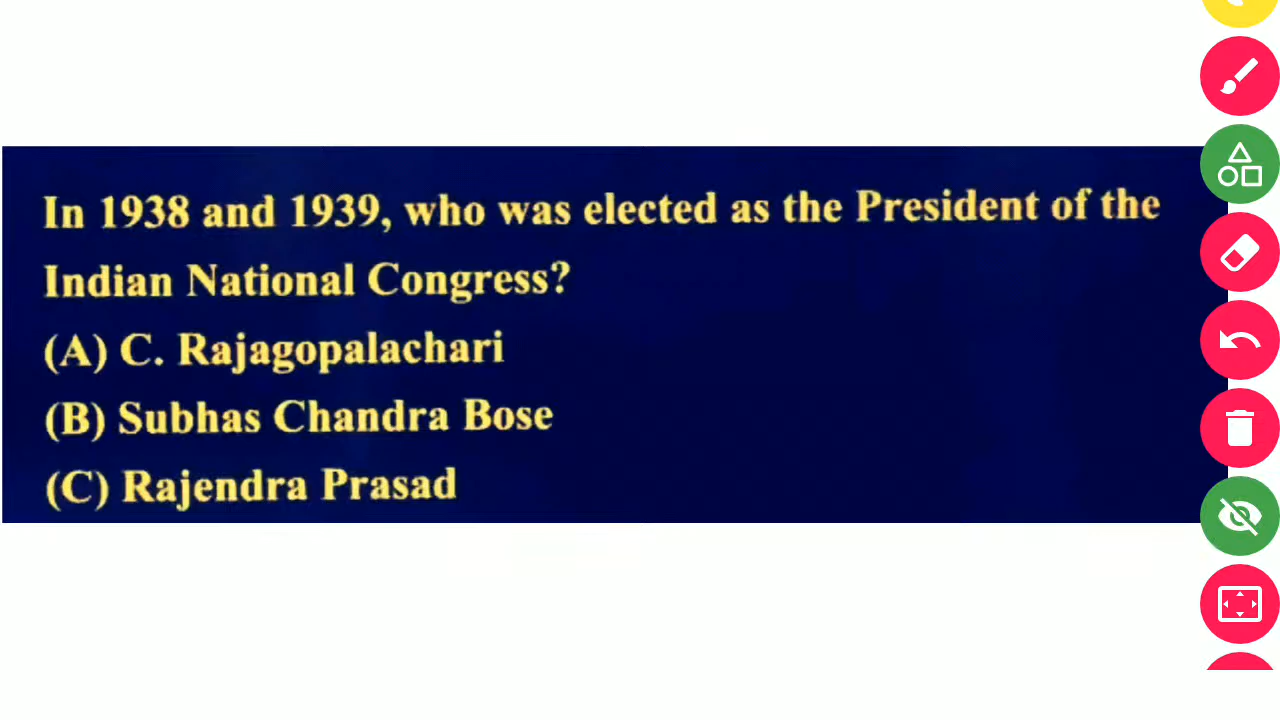 In 1938 and 1939, who was elected as the President of the
Indian National Congress?
(A) C. Rajagopalachari
(B) Subhas Chandra Bose
(C) Rajendra Prasad